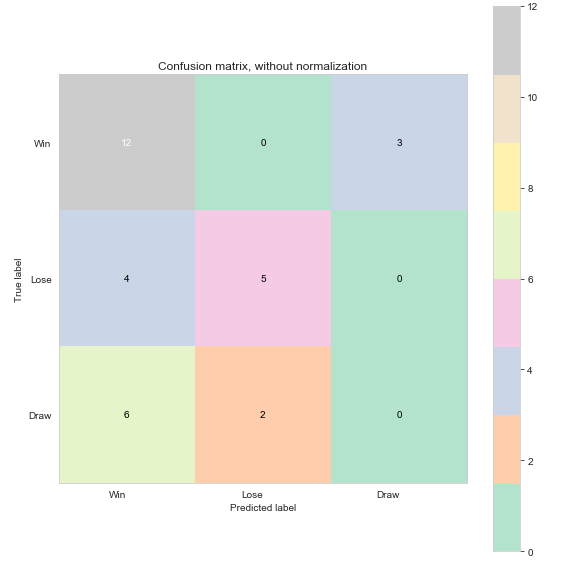 Confusion matrix, without normalization
Win 12 0 3
Lose 4 5 0
Draw 6 2 0
True label
Win Lose Draw
Predicted label
12
10
8
6
4
2
0